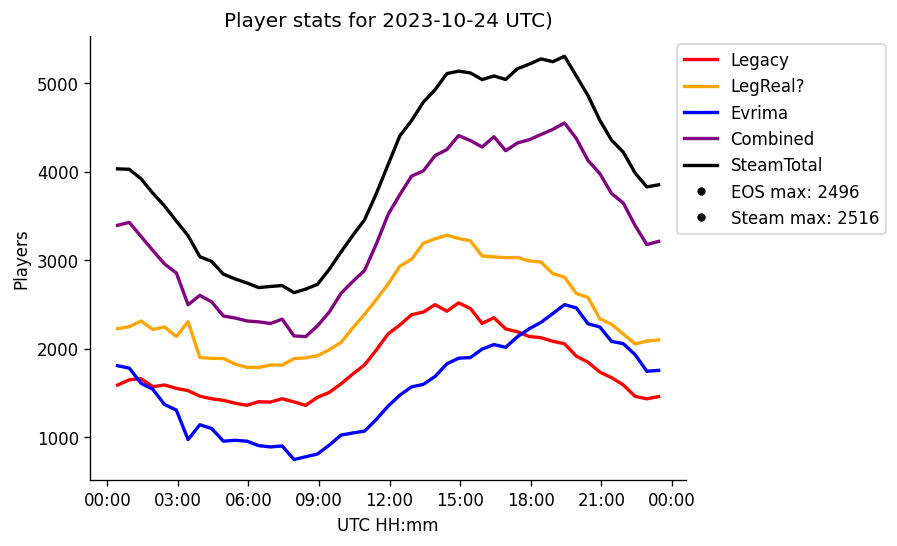 Player stats for 2023-10-24 UTC)
Legacy
LegReal?
Evrima
Combined
SteamTotal
EOS max: 2496
Steam max: 2516
Players
5000
4000
3000
2000
1000
00:00 03:00 06:00 09:00 12:00 15:00 18:00 21:00 00:00
UTC HH:mm